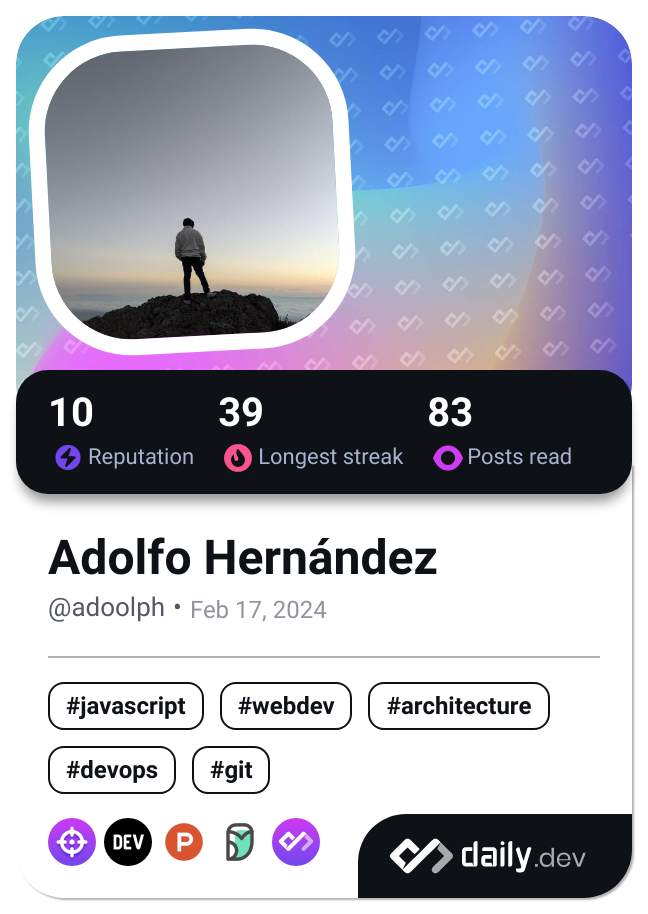 10 39 83
Reputation Longest streak Posts read
Adolfo Hernández
@adoolph • Feb 17, 2024
#javascript #webdev #architecture
#devops #git
DEV P daily.dev